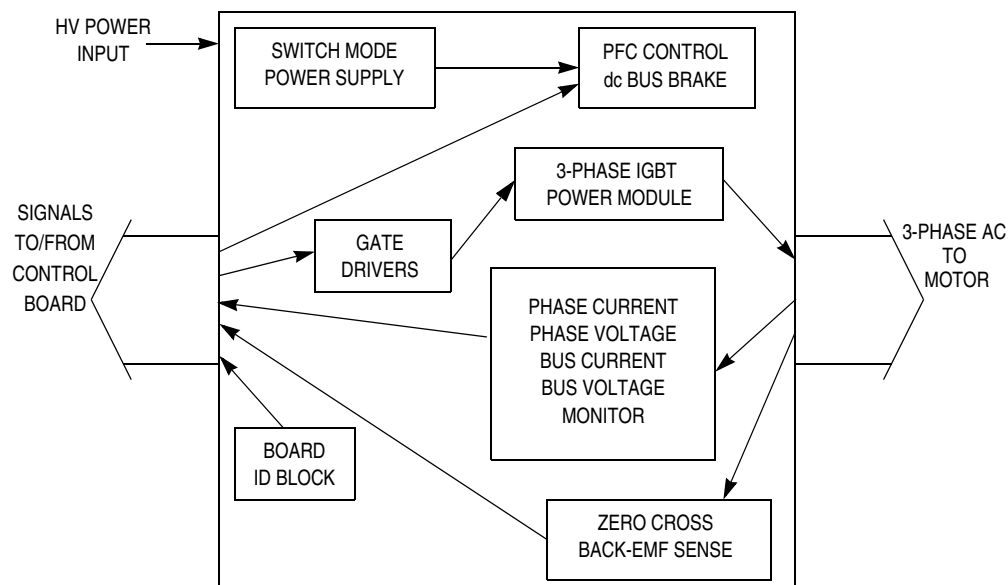 HV POWER
INPUT
SWITCH MODE
POWER SUPPLY
PFC CONTROL
dc BUS BRAKE
3-PHASE IGBT
POWER MODULE
SIGNALS
TO/FROM
CONTROL
BOARD
GATE
DRIVERS
3-PHASE AC
TO
MOTOR
PHASE CURRENT
PHASE VOLTAGE
BUS CURRENT
BUS VOLTAGE
MONITOR
BOARD
ID BLOCK
ZERO CROSS
BACK-EMF SENSE